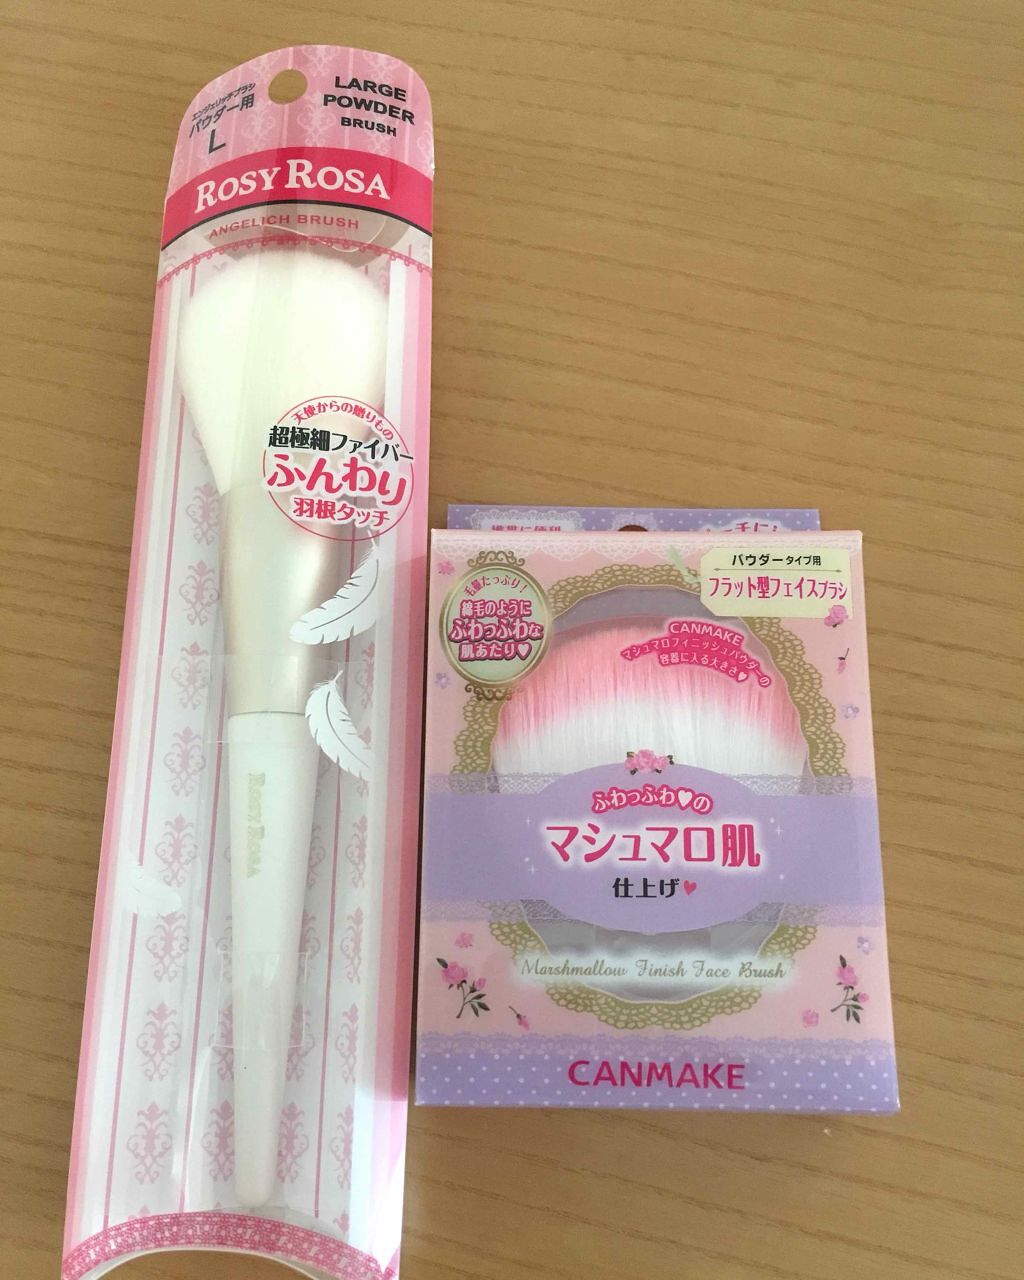 エンジェリッチブラシ
パウダー用
L
LARGE
POWDER
BRUSH
ROSY ROSA
ANGELICH BRUSH
天使からの贈りもの
超極細ファイバー
ふんわり
羽根タッチ
ROSY ROSA
携帯に便利
パウダータイプ用
フラット型フェイスブラシ
毛量たっぷり!
綿毛のように
ふわっふわな
肌あたり♥
CANMAKE
マシュマロフィニッシュパウダーの
容器に入る大きさ♥
ふわっふわ♥の
マシュマロ肌
仕上げ♥
Marshmallow Finish Face Brush
CANMAKE